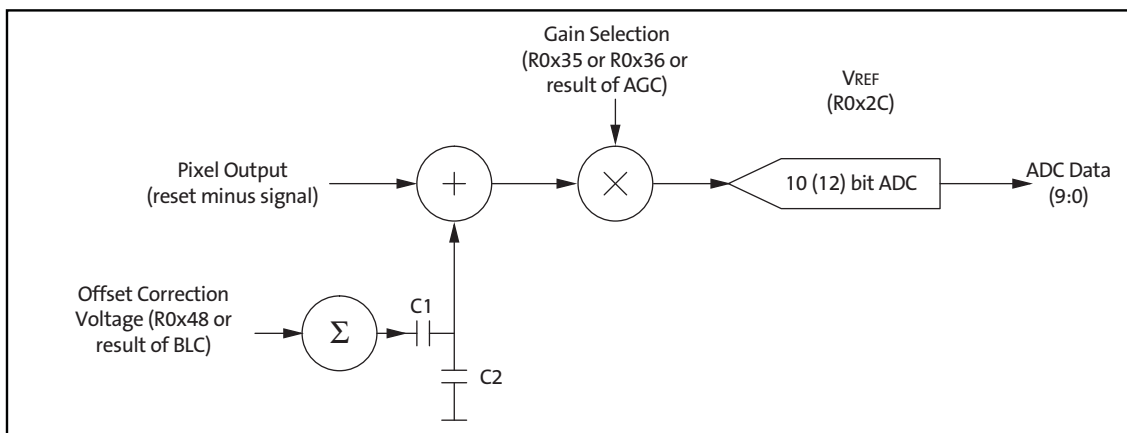 Gain Selection
(R0x35 or R0x36 or
result of AGC)
VREF
(R0x2C)
Pixel Output
(reset minus signal)
+
×
10 (12) bit ADC
ADC Data
(9:0)
Offset Correction
Voltage (R0x48 or
result of BLC)
Σ
C1
C2